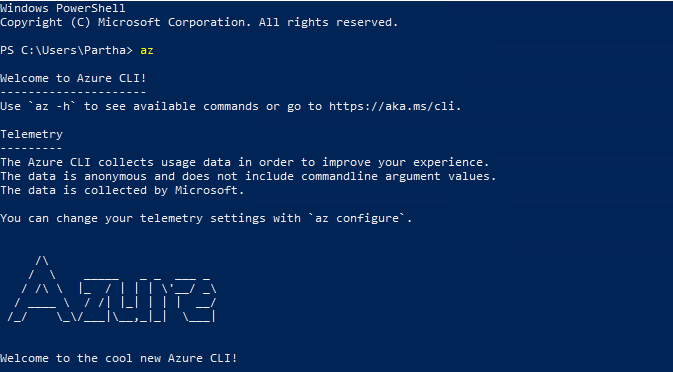 Windows PowerShell
Copyright (C) Microsoft Corporation. All rights reserved.
PS C:\Users\Partha> az
Welcome to Azure CLI!
---------------------
Use `az -h` to see available commands or go to https://aka.ms/cli.
Telemetry
---------
The Azure CLI collects usage data in order to improve your experience.
The data is anonymous and does not include commandline argument values.
The data is collected by Microsoft.
You can change your telemetry settings with `az configure`.
     /\
    /  \    _____   _ _  ___ _
   / /\ \  |_  / | | | \'__/ _\
  / ____ \  / /| |_| | | |  __/
 /_/    \_\/___|\__,_|_|  \___|
Welcome to the cool new Azure CLI!